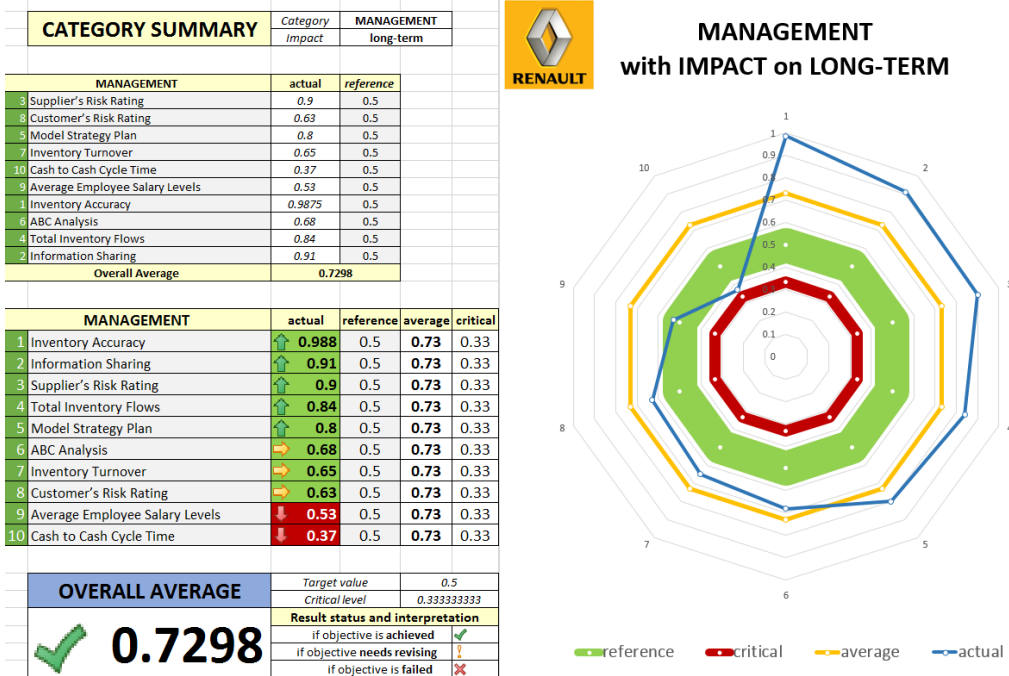 CATEGORY SUMMARY
Category MANAGEMENT
Impact long-term
MANAGEMENT actual reference
3 Supplier's Risk Rating 0.9 0.5
8 Customer's Risk Rating 0.63 0.5
5 Model Strategy Plan 0.8 0.5
7 Inventory Turnover 0.65 0.5
10 Cash to Cash Cycle Time 0.37 0.5
9 Average Employee Salary Levels 0.53 0.5
1 Inventory Accuracy 0.9875 0.5
6 ABC Analysis 0.68 0.5
4 Total Inventory Flows 0.84 0.5
2 Information Sharing 0.91 0.5
Overall Average 0.7298
MANAGEMENT actual reference average critical
1 Inventory Accuracy 0.988 0.5 0.73 0.33
2 Information Sharing 0.91 0.5 0.73 0.33
3 Supplier's Risk Rating 0.9 0.5 0.73 0.33
4 Total Inventory Flows 0.84 0.5 0.73 0.33
5 Model Strategy Plan 0.8 0.5 0.73 0.33
6 ABC Analysis 0.68 0.5 0.73 0.33
7 Inventory Turnover 0.65 0.5 0.73 0.33
8 Customer's Risk Rating 0.63 0.5 0.73 0.33
9 Average Employee Salary Levels 0.53 0.5 0.73 0.33
10 Cash to Cash Cycle Time 0.37 0.5 0.73 0.33
OVERALL AVERAGE
Target value 0.5
Critical level 0.333333333
0.7298
Result status and interpretation
if objective is achieved
if objective needs revising
if objective is failed
RENAULT
MANAGEMENT
with IMPACT on LONG-TERM
1
2
5
6
7
8
9
10
1
0.9
0.8
0.7
0.6
0.5
0.4
0.3
0.2
0.1
0
reference critical average actual